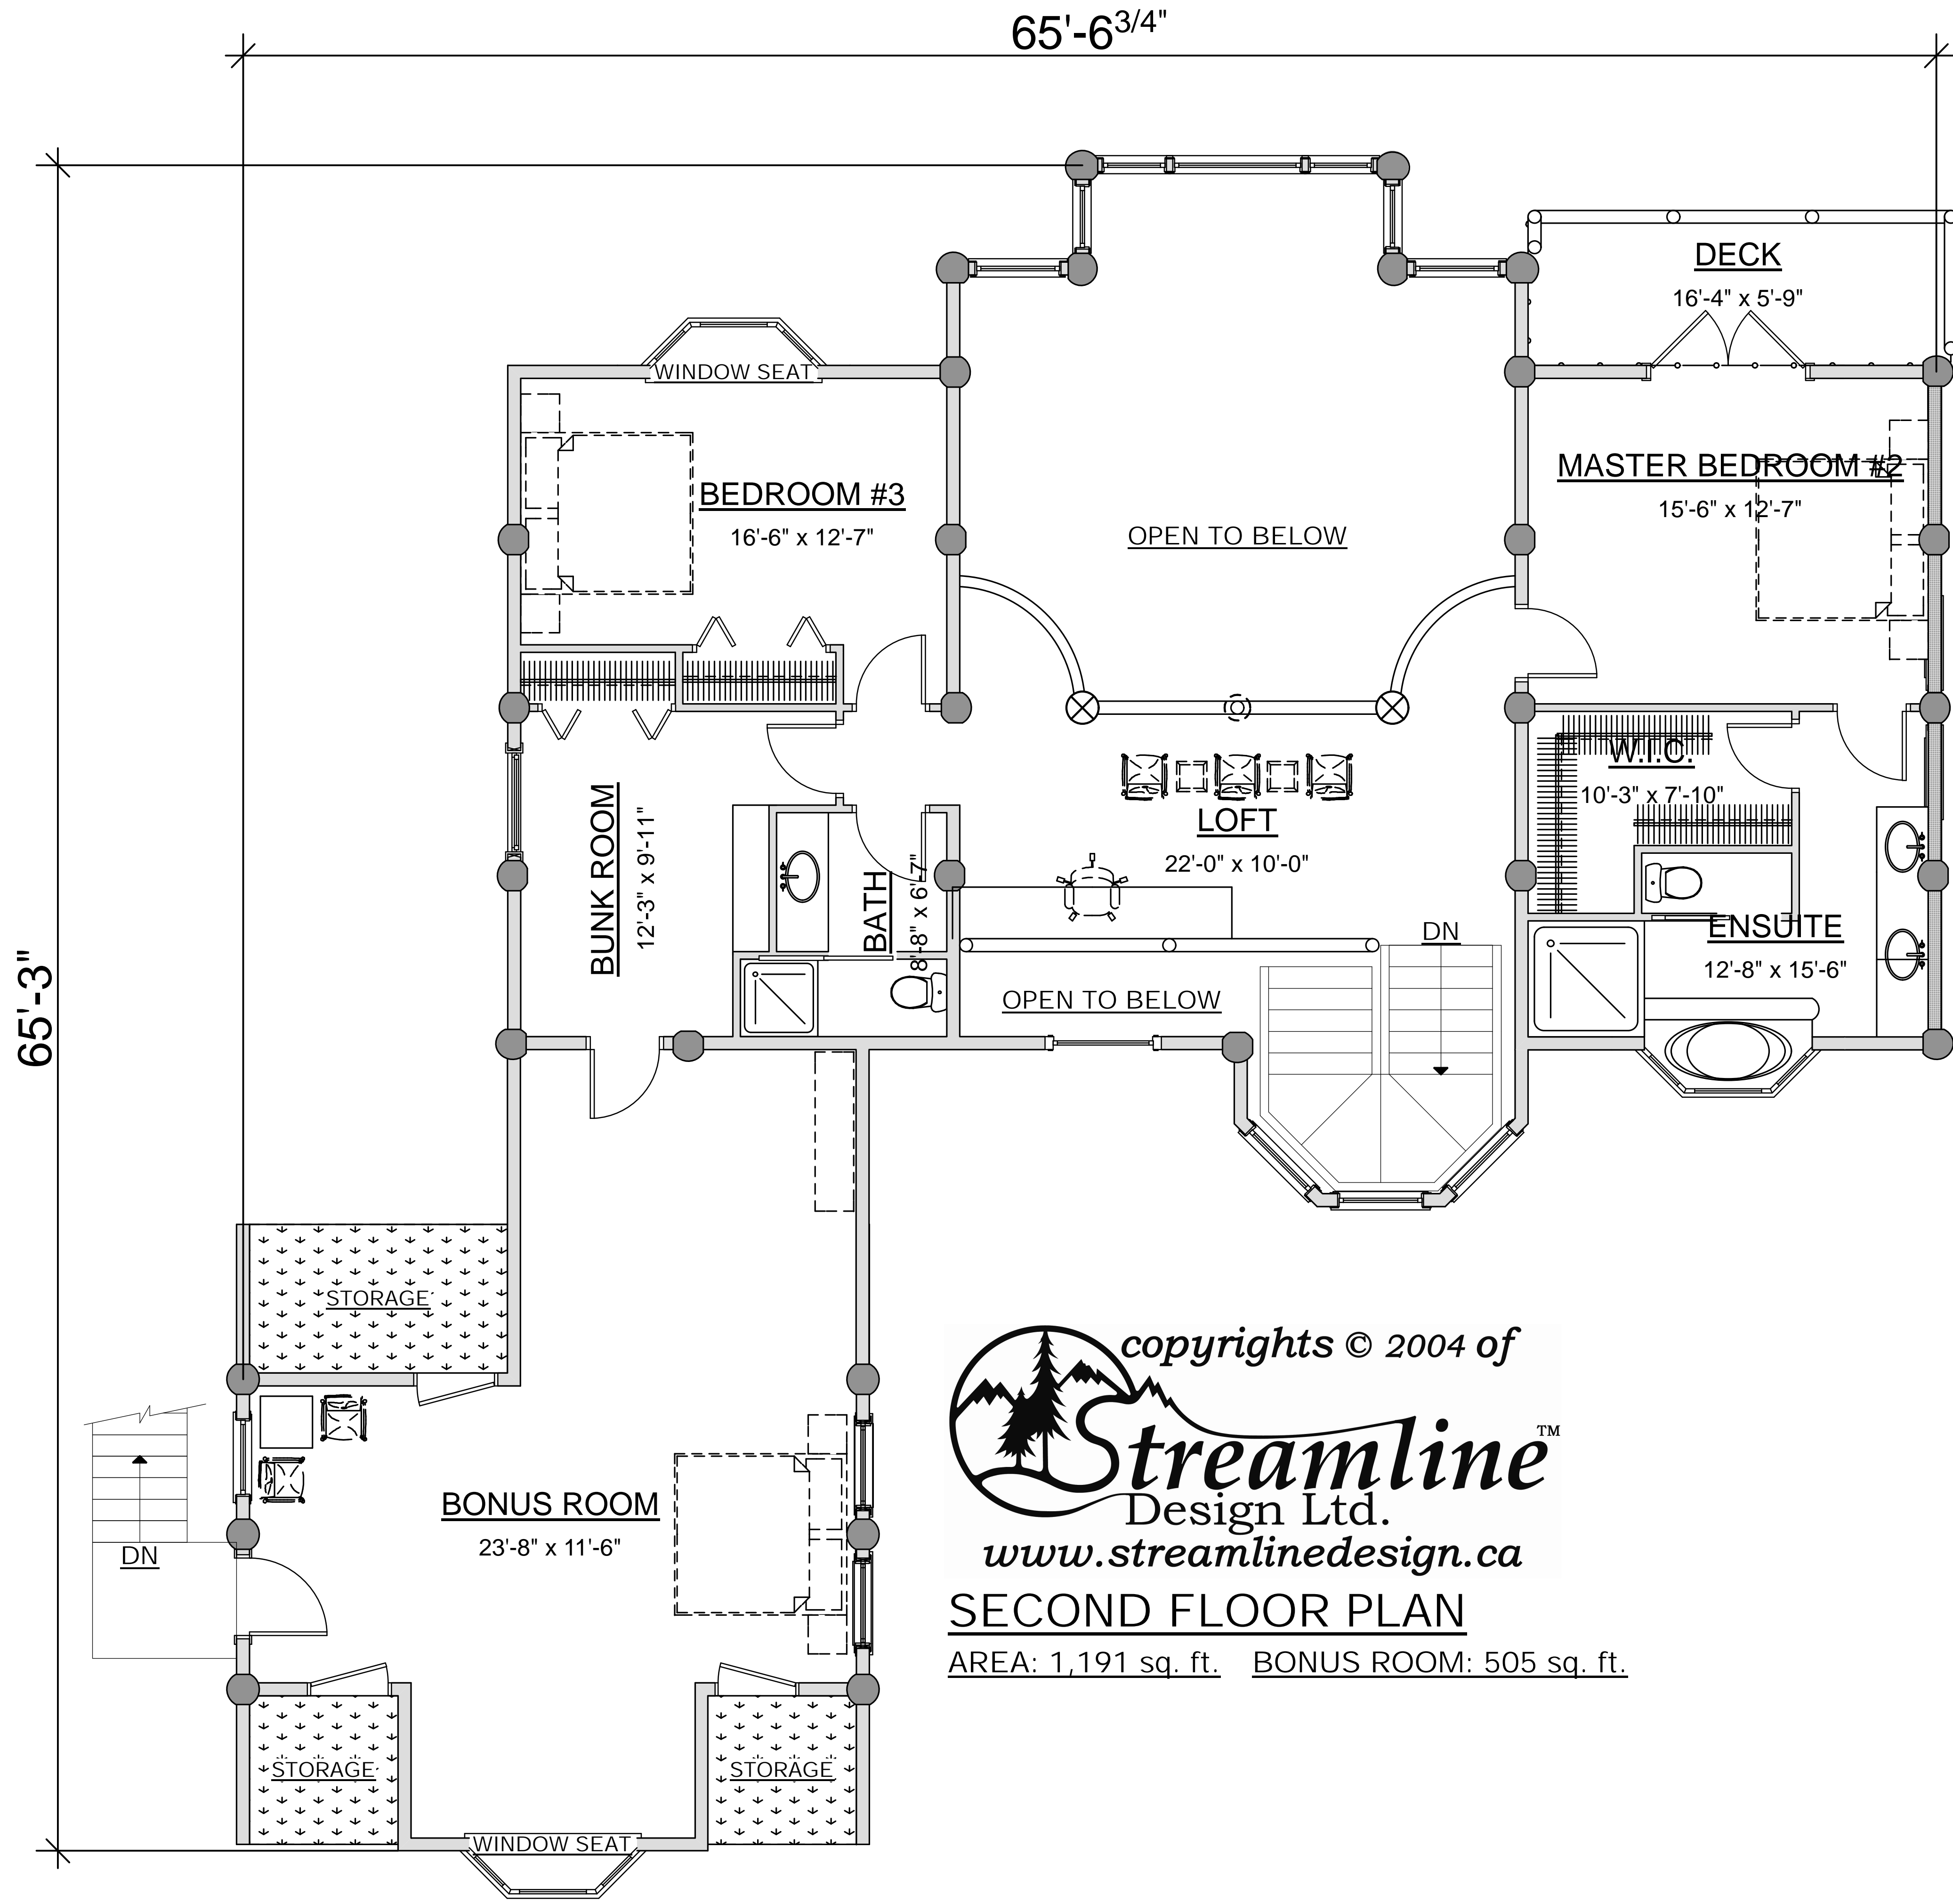 65'-6 3/4"
65'-3"
DECK
16'-4" x 5'-9"
WINDOW SEAT
MASTER BEDROOM #2
15'-6" x 12'-7"
BEDROOM #3
16'-6" x 12'-7"
OPEN TO BELOW
W.I.C.
10'-3" x 7'-10"
BUNK ROOM
12'-3" x 9'-11"
LOFT
22'-0" x 10'-0"
BATH
8'-8" x 6'-7"
DN
ENSUITE
12'-8" x 15'-6"
OPEN TO BELOW
STORAGE
BONUS ROOM
23'-8" x 11'-6"
DN
STORAGE
STORAGE
WINDOW SEAT
copyrights © 2004 of
Streamline™
Design Ltd.
www.streamlinedesign.ca
SECOND FLOOR PLAN
AREA: 1,191 sq. ft. BONUS ROOM: 505 sq. ft.